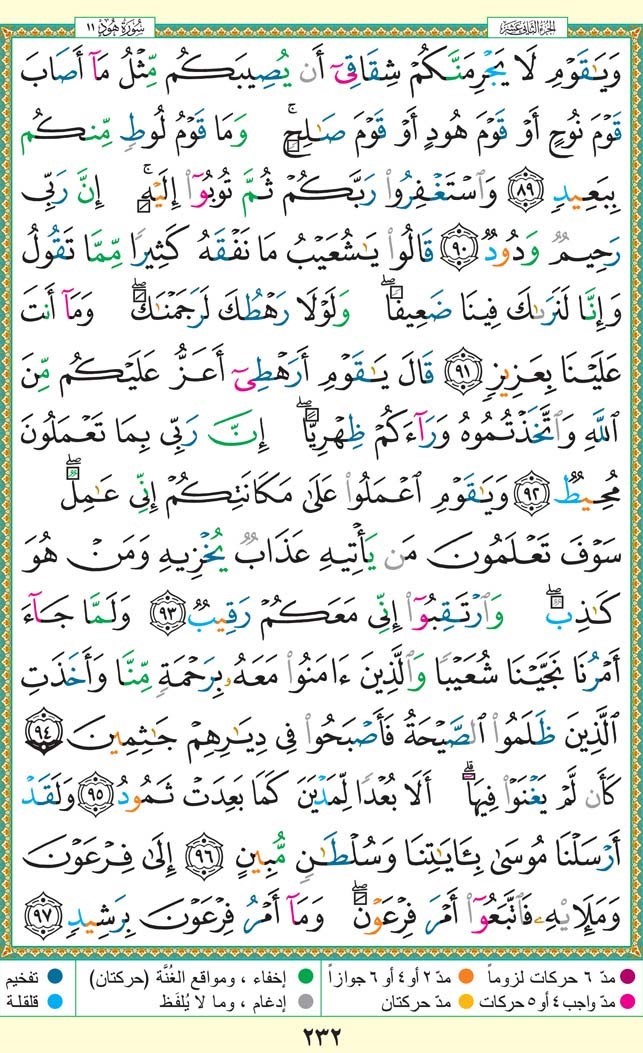 الجزء الثاني عشر
سُورَةُ هُودٍ ١١
وَيَـٰقَوۡمِ لَا يَجۡرِمَنَّكُمۡ شِقَاقِيٓ أَن يُصِيبَكُم مِّثۡلُ مَآ أَصَابَ
قَوۡمَ نُوحٍ أَوۡ قَوۡمَ هُودٍ أَوۡ قَوۡمَ صَـٰلِحٖۚ وَمَا قَوۡمُ لُوطٖ مِّنكُم
بِبَعِيدٖ ٨٩ وَٱسۡتَغۡفِرُواْ رَبَّكُمۡ ثُمَّ تُوبُوٓاْ إِلَيۡهِۚ إِنَّ رَبِّي
رَحِيمٞ وَدُودٞ ٩٠ قَالُواْ يَـٰشُعَيۡبُ مَا نَفۡقَهُ كَثِيرٗا مِّمَّا تَقُولُ
وَإِنَّا لَنَرَىٰكَ فِينَا ضَعِيفٗاۖ وَلَوۡلَا رَهۡطُكَ لَرَجَمۡنَـٰكَۖ وَمَآ أَنتَ
عَلَيۡنَا بِعَزِيزٖ ٩١ قَالَ يَـٰقَوۡمِ أَرَهۡطِيٓ أَعَزُّ عَلَيۡكُم مِّنَ
ٱللَّهِ وَٱتَّخَذۡتُمُوهُ وَرَآءَكُمۡ ظِهۡرِيًّاۖ إِنَّ رَبِّي بِمَا تَعۡمَلُونَ
مُحِيطٞ ٩٢ وَيَـٰقَوۡمِ ٱعۡمَلُواْ عَلَىٰ مَكَانَتِكُمۡ إِنِّي عَـٰمِلٞۖ
سَوۡفَ تَعۡلَمُونَ مَن يَأۡتِيهِ عَذَابٞ يُخۡزِيهِ وَمَنۡ هُوَ
كَـٰذِبٞۖ وَٱرۡتَقِبُوٓاْ إِنِّي مَعَكُمۡ رَقِيبٞ ٩٣ وَلَمَّا جَآءَ
أَمۡرُنَا نَجَّيۡنَا شُعَيۡبٗا وَٱلَّذِينَ ءَامَنُواْ مَعَهُۥ بِرَحۡمَةٖ مِّنَّا وَأَخَذَتِ
ٱلَّذِينَ ظَلَمُواْ ٱلصَّيۡحَةُ فَأَصۡبَحُواْ فِي دِيَـٰرِهِمۡ جَـٰثِمِينَ ٩٤
كَأَن لَّمۡ يَغۡنَوۡاْ فِيهَآۗ أَلَا بُعۡدٗا لِّمَدۡيَنَ كَمَا بَعِدَتۡ ثَمُودُ ٩٥ وَلَقَدۡ
أَرۡسَلۡنَا مُوسَىٰ بِـَٔايَـٰتِنَا وَسُلۡطَـٰنٖ مُّبِينٍ ٩٦ إِلَىٰ فِرۡعَوۡنَ
وَمَلَإِيْهِۦ فَٱتَّبَعُوٓاْ أَمۡرَ فِرۡعَوۡنَۖ وَمَآ أَمۡرُ فِرۡعَوۡنَ بِرَشِيدٖ ٩٧
مدّ ٦ حركات لزوماً مدّ ٢ أو ٤ أو ٦ جوازاً إخفاء ، ومواقع الغُنَّة (حركتان) تفخيم
مدّ واجب ٤ أو ٥ حركات مدّ حركتان إدغام ، وما لا يُلفَظ قلقلة
٢٣٢